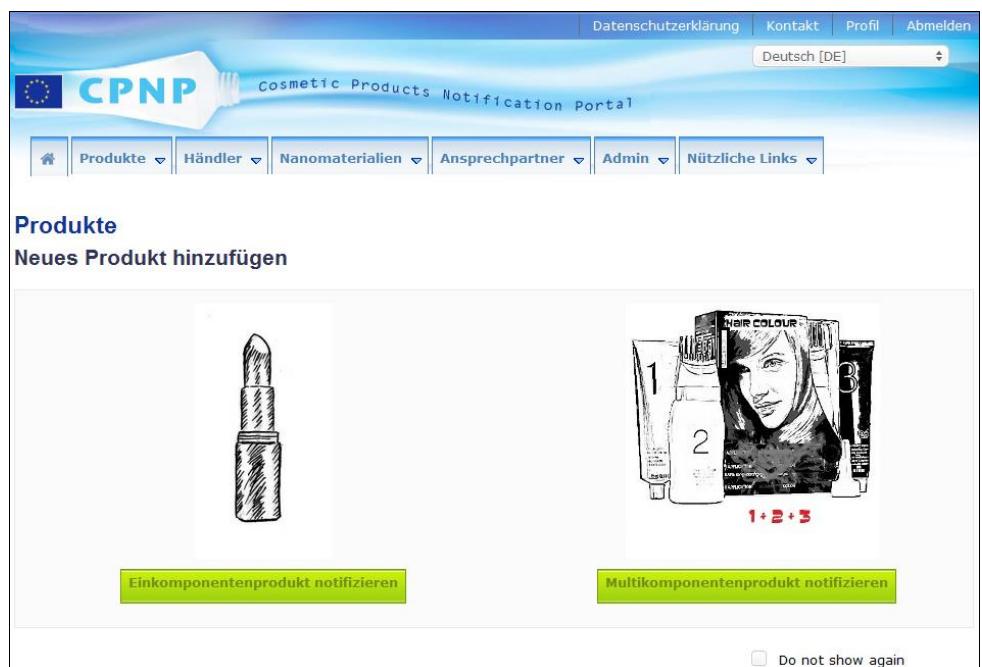 Datenschutzerklärung Kontakt Profil Abmelden
Deutsch [DE]
CPNP Cosmetic Products Notification Portal
Produkte Händler Nanomaterialien Ansprechpartner Admin Nützliche Links
Produkte
Neues Produkt hinzufügen
HAIR COLOUR
1
2
3
1+2+3
Einkomponentenprodukt notifizieren Multikomponentenprodukt notifizieren
Do not show again